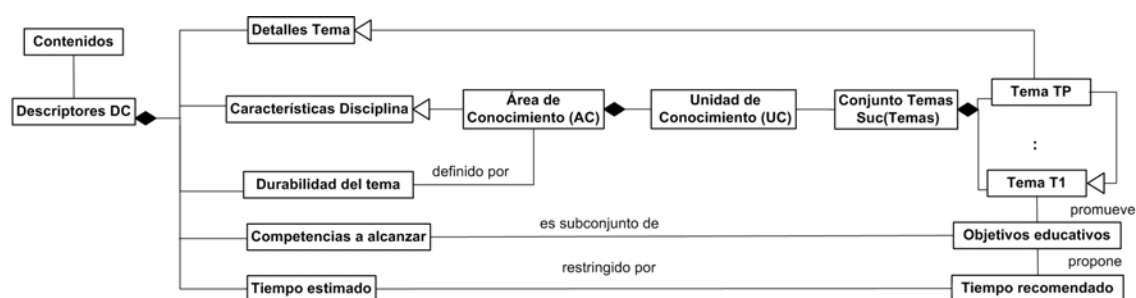 Detalles Tema
Contenidos
Descriptores DC
Características Disciplina
Área de
Conocimiento (AC)
Unidad de
Conocimiento (UC)
Conjunto Temas
Suc(Temas)
Tema TP
:
Tema T1
Durabilidad del tema
definido por
promueve
Competencias a alcanzar
es subconjunto de
Objetivos educativos
propone
Tiempo estimado
restringido por
Tiempo recomendado